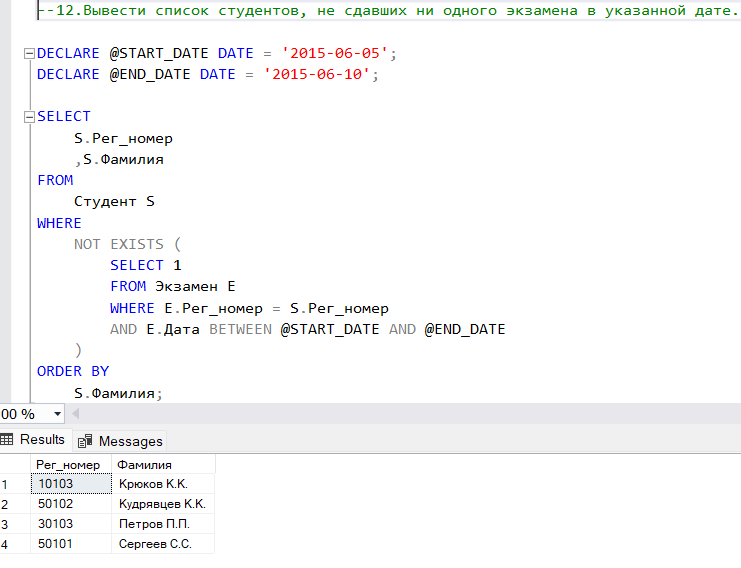 --12.Вывести список студентов, не сдавших ни одного экзамена в указанной дате.
DECLARE @START_DATE DATE = '2015-06-05';
DECLARE @END_DATE DATE = '2015-06-10';
SELECT
S.Рег_номер
,S.Фамилия
FROM
Студент S
WHERE
NOT EXISTS (
SELECT 1
FROM Экзамен E
WHERE E.Рег_номер = S.Рег_номер
AND E.Дата BETWEEN @START_DATE AND @END_DATE
)
ORDER BY
S.Фамилия;
00 %
Results Messages
Рег_номер Фамилия
1 10103 Крюков К.К.
2 50102 Кудрявцев К.К.
3 30103 Петров П.П.
4 50101 Сергеев С.С.